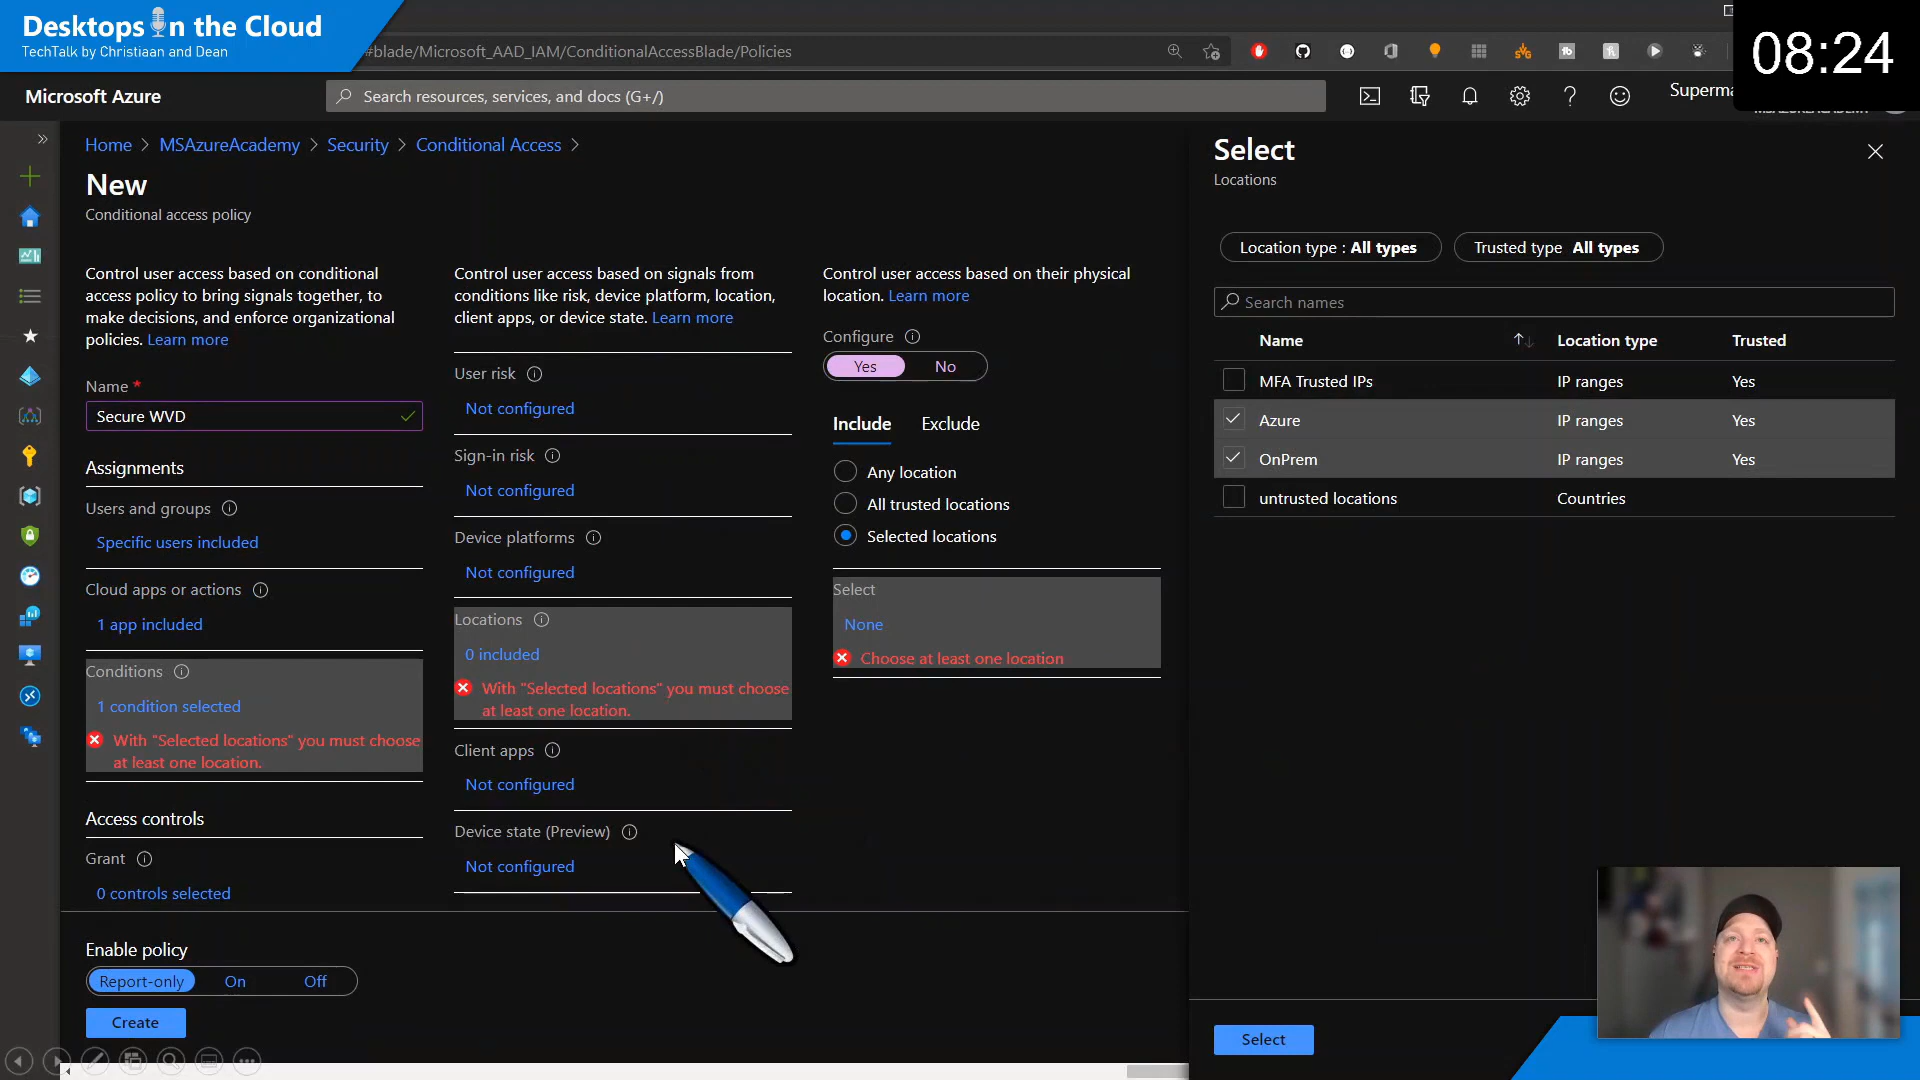 Desktops In the Cloud
TechTalk by Christiaan and Dean
#blade/Microsoft_AAD_IAM/ConditionalAccessBlade/Policies
08:24
Microsoft Azure
Search resources, services, and docs (G+/)
Superma
Home > MSAzureAcademy > Security > Conditional Access >
New
Conditional access policy
Control user access based on conditional
access policy to bring signals together, to
make decisions, and enforce organizational
policies. Learn more
Name *
Secure WVD
Assignments
Users and groups
Specific users included
Cloud apps or actions
1 app included
Conditions
1 condition selected
With "Selected locations" you must choose
at least one location.
Access controls
Grant
0 controls selected
Enable policy
Report-only On Off
Create
Control user access based on signals from
conditions like risk, device platform, location,
client apps, or device state. Learn more
User risk
Not configured
Sign-in risk
Not configured
Device platforms
Not configured
Locations
0 included
With "Selected locations" you must choose
at least one location.
Client apps
Not configured
Device state (Preview)
Not configured
Control user access based on their physical
location. Learn more
Configure
Yes No
Include Exclude
Any location
All trusted locations
Selected locations
Select
None
Choose at least one location
Select
Locations
Location type : All types Trusted type All types
Search names
Name Location type Trusted
MFA Trusted IPs IP ranges Yes
Azure IP ranges Yes
OnPrem IP ranges Yes
untrusted locations Countries
Select